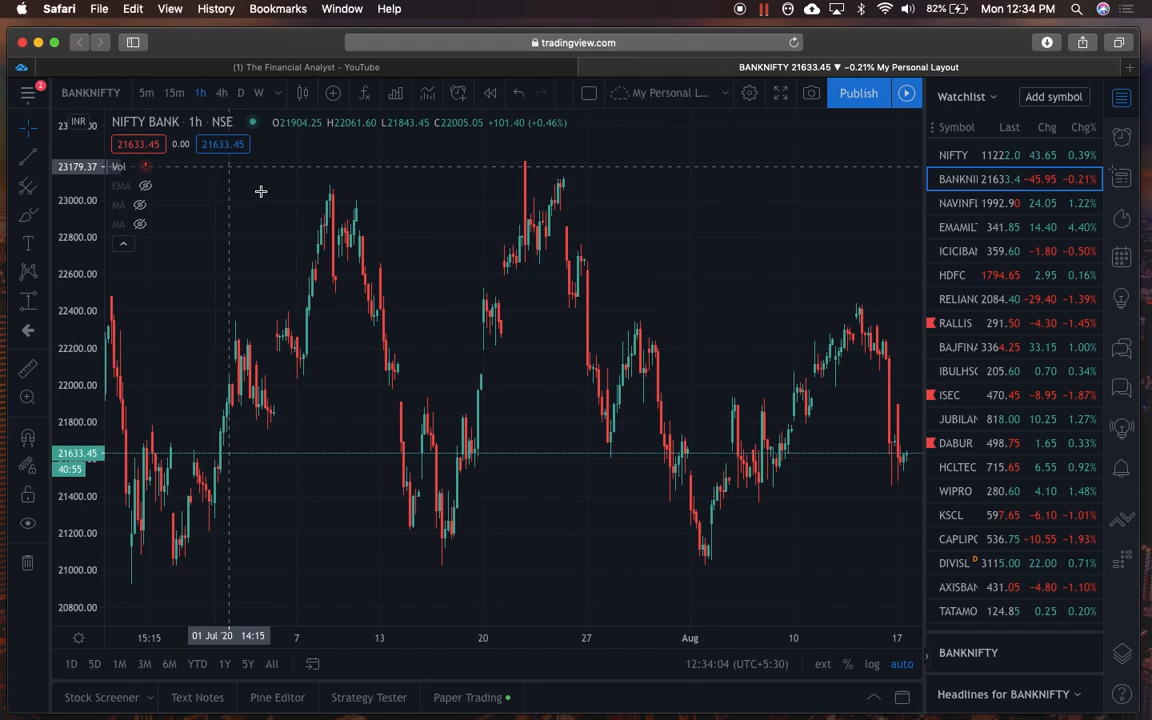 Safari File Edit View History Bookmarks Window Help 82% Mon 12:34 PM
tradingview.com
(1) The Financial Analyst - YouTube
BANKNIFTY 21633.45 ▼ −0.21% My Personal Layout
2
BANKNIFTY 5m 15m 1h 4h D W My Personal L... Publish
Watchlist Add symbol
INR NIFTY BANK · 1h · NSE O21904.25 H22061.60 L21843.45 C22005.05 +101.40 (+0.46%)
21633.45 0.00 21633.45
Vol
EMA
MA
MA
23179.37
23000.00
22800.00
22600.00
22400.00
22200.00
22000.00
21800.00
21633.45
40:55
21400.00
21200.00
21000.00
20800.00
15:15 01 Jul '20 14:15 7 13 20 27 Aug 10 17
1D 5D 1M 3M 6M YTD 1Y 5Y All 12:34:04 (UTC+5:30) ext % log auto
Stock Screener Text Notes Pine Editor Strategy Tester Paper Trading
Symbol Last Chg Chg%
NIFTY 11222.0 43.65 0.39%
BANKNI 21633.4 −45.95 −0.21%
NAVINFL 1992.90 24.05 1.22%
EMAMIL 341.85 14.40 4.40%
ICICIBAN 359.60 −1.80 −0.50%
HDFC 1794.65 2.95 0.16%
RELIANC 2084.40 −29.40 −1.39%
RALLIS 291.50 −4.30 −1.45%
BAJFINA 3364.25 33.15 1.00%
IBULHSG 205.60 0.70 0.34%
ISEC 470.45 −8.95 −1.87%
JUBILAN 818.00 10.25 1.27%
DABUR 498.75 1.65 0.33%
HCLTEC 715.65 6.55 0.92%
WIPRO 280.60 4.10 1.48%
KSCL 597.65 −6.10 −1.01%
CAPLIPO 536.75 −10.55 −1.93%
DIVISL D 3115.00 22.00 0.71%
AXISBAN 431.05 −4.80 −1.10%
TATAMO 124.85 0.25 0.20%
BANKNIFTY
Headlines for BANKNIFTY